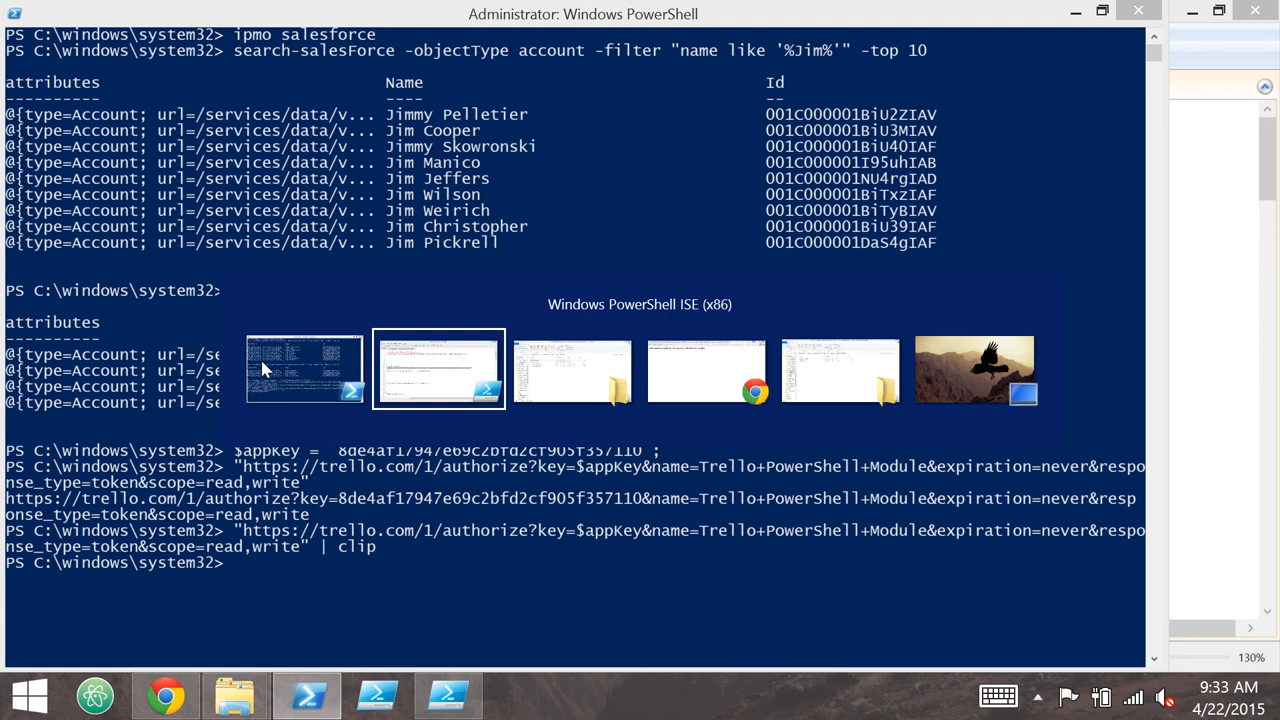 Administrator: Windows PowerShell
PS C:\windows\system32> ipmo salesforce
PS C:\windows\system32> search-salesForce -objectType account -filter "name like '%Jim%'" -top 10
attributes Name Id
---------- ---- --
@{type=Account; url=/services/data/v... Jimmy Pelletier 001C000001BiU2ZIAV
@{type=Account; url=/services/data/v... Jim Cooper 001C000001BiU3MIAV
@{type=Account; url=/services/data/v... Jimmy Skowronski 001C000001BiU4OIAF
@{type=Account; url=/services/data/v... Jim Manico 001C000001I95uhIAB
@{type=Account; url=/services/data/v... Jim Jeffers 001C000001NU4rgIAD
@{type=Account; url=/services/data/v... Jim Wilson 001C000001BiTxzIAF
@{type=Account; url=/services/data/v... Jim Weirich 001C000001BiTyBIAV
@{type=Account; url=/services/data/v... Jim Christopher 001C000001BiU39IAF
@{type=Account; url=/services/data/v... Jim Pickrell 001C000001DaS4gIAF
PS C:\windows\system32>
Windows PowerShell ISE (x86)
attributes
----------
@{type=Account; url=/se
@{type=Account; url=/se
@{type=Account; url=/se
@{type=Account; url=/se
PS C:\windows\system32> $appKey = 8de4af17947e69c2bfd2cf905f357110 ;
PS C:\windows\system32> "https://trello.com/1/authorize?key=$appKey&name=Trello+PowerShell+Module&expiration=never&respo
nse_type=token&scope=read,write"
https://trello.com/1/authorize?key=8de4af17947e69c2bfd2cf905f357110&name=Trello+PowerShell+Module&expiration=never&resp
onse_type=token&scope=read,write
PS C:\windows\system32> "https://trello.com/1/authorize?key=$appKey&name=Trello+PowerShell+Module&expiration=never&respo
nse_type=token&scope=read,write" | clip
PS C:\windows\system32>
130%
9:33 AM
4/22/2015